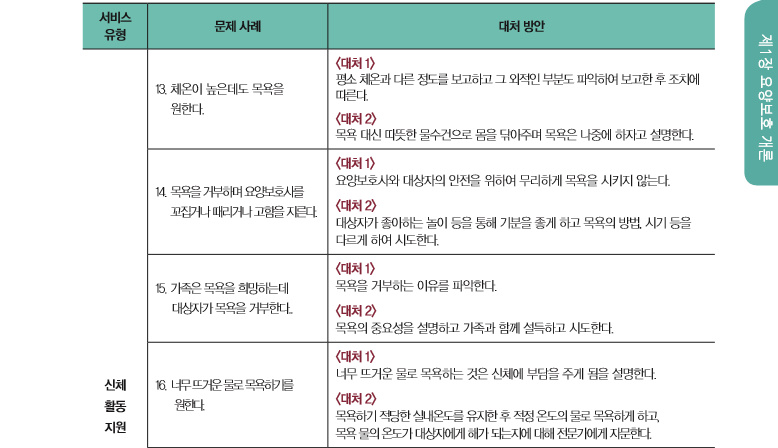 서비스
유형
문제 사례
대처 방안
13. 체온이 높은데도 목욕을
원한다.
〈대처 1〉
평소 체온과 다른 정도를 보고하고 그 외적인 부분도 파악하여 보고한 후 조치에
따른다.
〈대처 2〉
목욕 대신 따뜻한 물수건으로 몸을 닦아주며 목욕은 나중에 하자고 설명한다.
14. 목욕을 거부하며 요양보호사를
꼬집거나 때리거나 고함을 지른다.
〈대처 1〉
요양보호사와 대상자의 안전을 위하여 무리하게 목욕을 시키지 않는다.
〈대처 2〉
대상자가 좋아하는 놀이 등을 통해 기분을 좋게 하고 목욕의 방법, 시기 등을
다르게 하여 시도한다.
15. 가족은 목욕을 희망하는데
대상자가 목욕을 거부한다.
〈대처 1〉
목욕을 거부하는 이유를 파악한다.
〈대처 2〉
목욕의 중요성을 설명하고 가족과 함께 설득하고 시도한다.
신체
활동
지원
16. 너무 뜨거운 물로 목욕하기를
원한다.
〈대처 1〉
너무 뜨거운 물로 목욕하는 것은 신체에 부담을 주게 됨을 설명한다.
〈대처 2〉
목욕하기 적당한 실내온도를 유지한 후 적정 온도의 물로 목욕하게 하고,
목욕 물의 온도가 대상자에게 해가 되는지에 대해 전문가에게 자문한다.
제1장 요양보호 개론